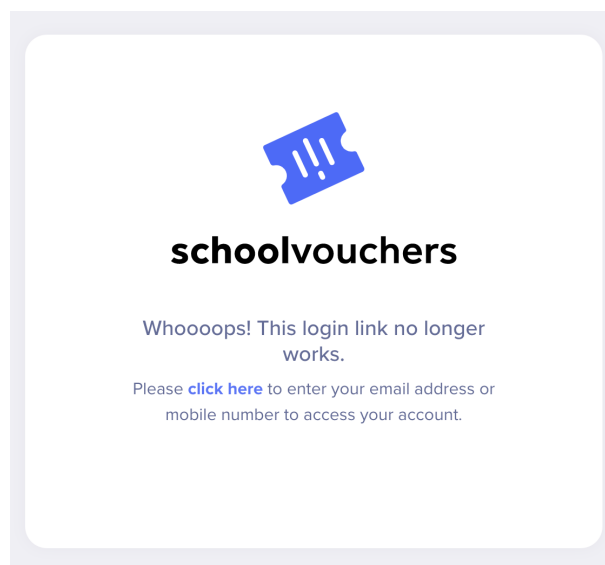 schoolvouchers
Whoooops! This login link no longer
works.
Please click here to enter your email address or
mobile number to access your account.